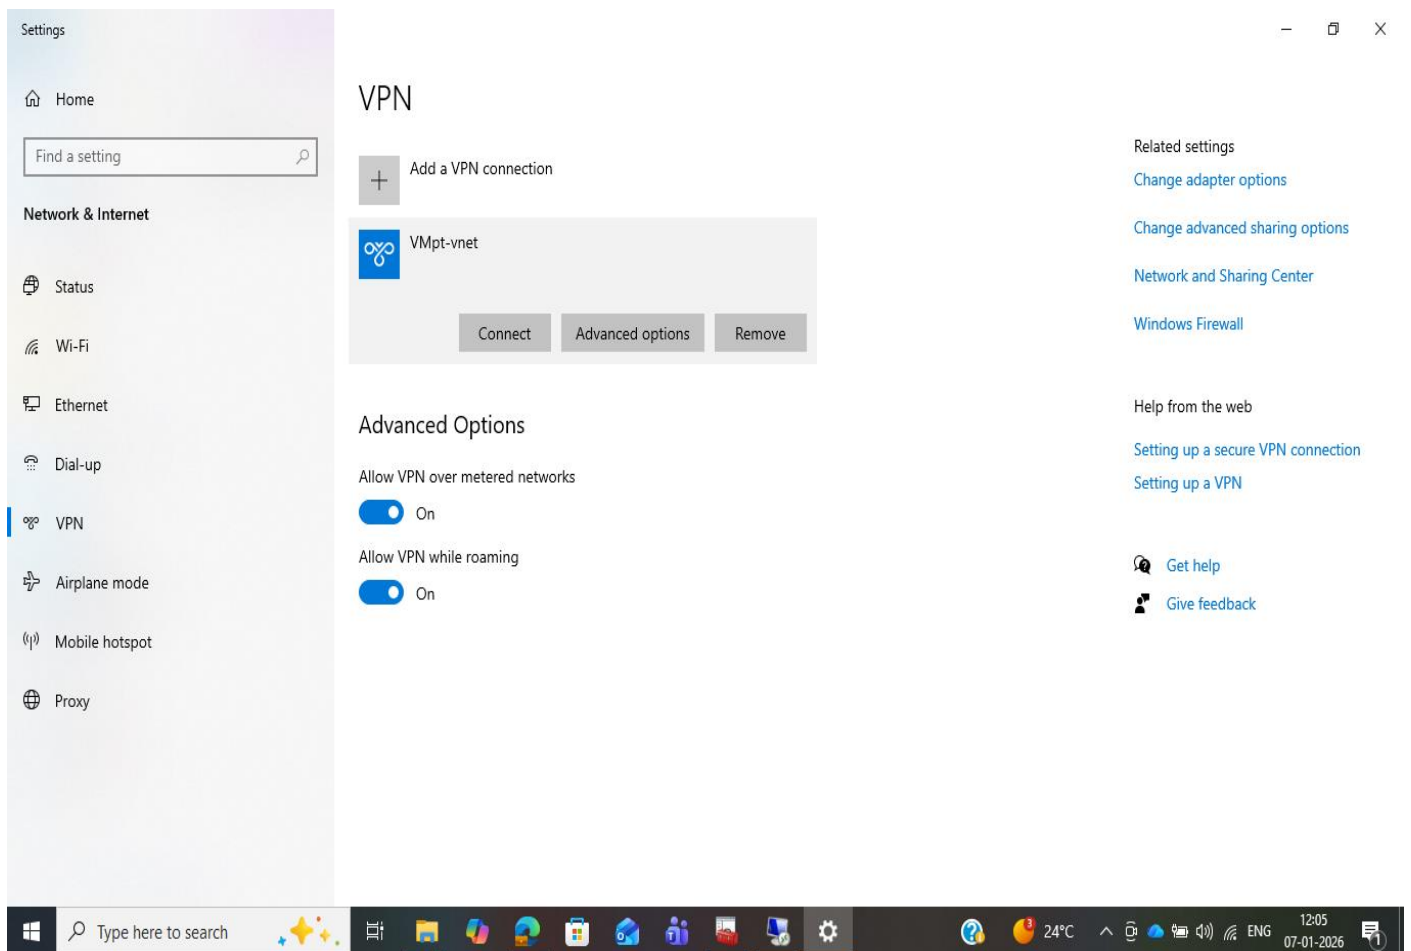 Settings
Home
Find a setting
Network & Internet
Status
Wi-Fi
Ethernet
Dial-up
VPN
Airplane mode
Mobile hotspot
Proxy
VPN
Add a VPN connection
VMpt-vnet
Connect
Advanced options
Remove
Advanced Options
Allow VPN over metered networks
On
Allow VPN while roaming
On
Related settings
Change adapter options
Change advanced sharing options
Network and Sharing Center
Windows Firewall
Help from the web
Setting up a secure VPN connection
Setting up a VPN
Get help
Give feedback
Type here to search
3
24°C
ENG
12:05
07-01-2026
1